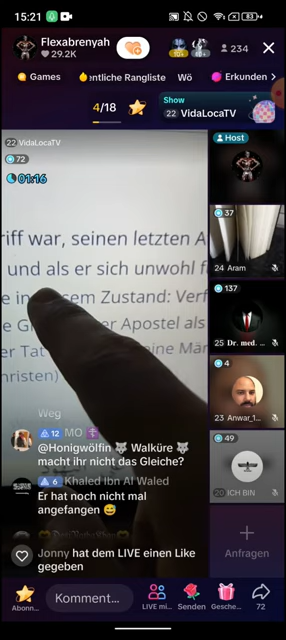 15:21
83
Flexabrenyah
29.2K
234
Games
entliche Rangliste
Wö
Erkunden
4/18
Show
22 VidaLocaTV
22 VidaLocaTV
72
01:16
Host
riff war, seinen letzten A
und als er sich unwohl f
e in
sem Zustand:
e G
er Apostel als
er Tat
eine Mär
hristen)
37
24 Aram
137
25 Dr. med. ...
4
23 Anwar_1...
49
20 ICH BIN
Weg
12 MO
@Honigwölfin 🐺 Walküre 🐺
macht ihr nicht das Gleiche?
6 Khaled Ibn Al Waled
Er hat noch nicht mal
angefangen 😅
Jonny hat dem LIVE einen Like
gegeben
Anfragen
Abonn...
Komment...
LIVE mi...
Senden
Gesche...
72